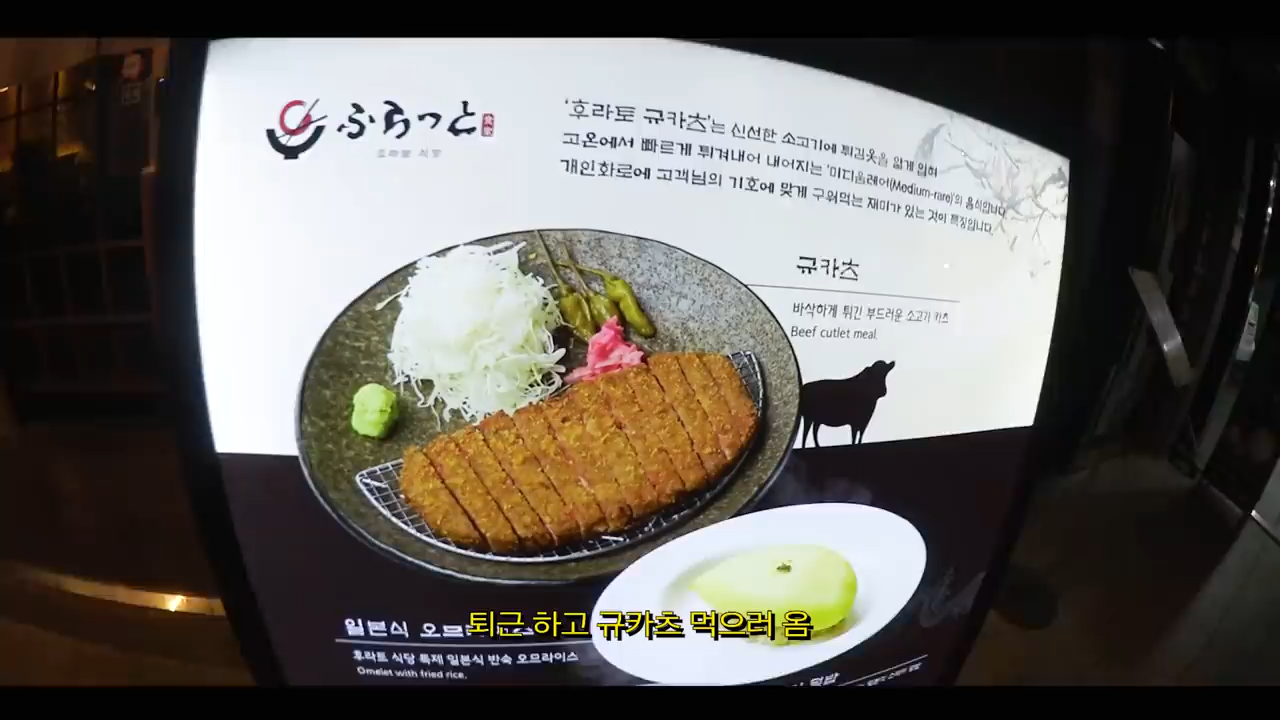 ふらっと
후라토 식당
'후라토 규카츠'는 신선한 소고기에 튀김옷을 얇게 입혀
고온에서 빠르게 튀겨내어 내어지는 '미디움레어(Medium-rare)'의 음식입니다.
개인화로에 고객님의 기호에 맞게 구워먹는 재미가 있는 것이 특징입니다.
규카츠
바삭하게 튀긴 부드러운 소고기 카츠
Beef cutlet meal.
퇴근 하고 규카츠 먹으러 옴
일본식
후라토 식당 특제 일본식 반숙 오므라이스
Omelet with fried rice.